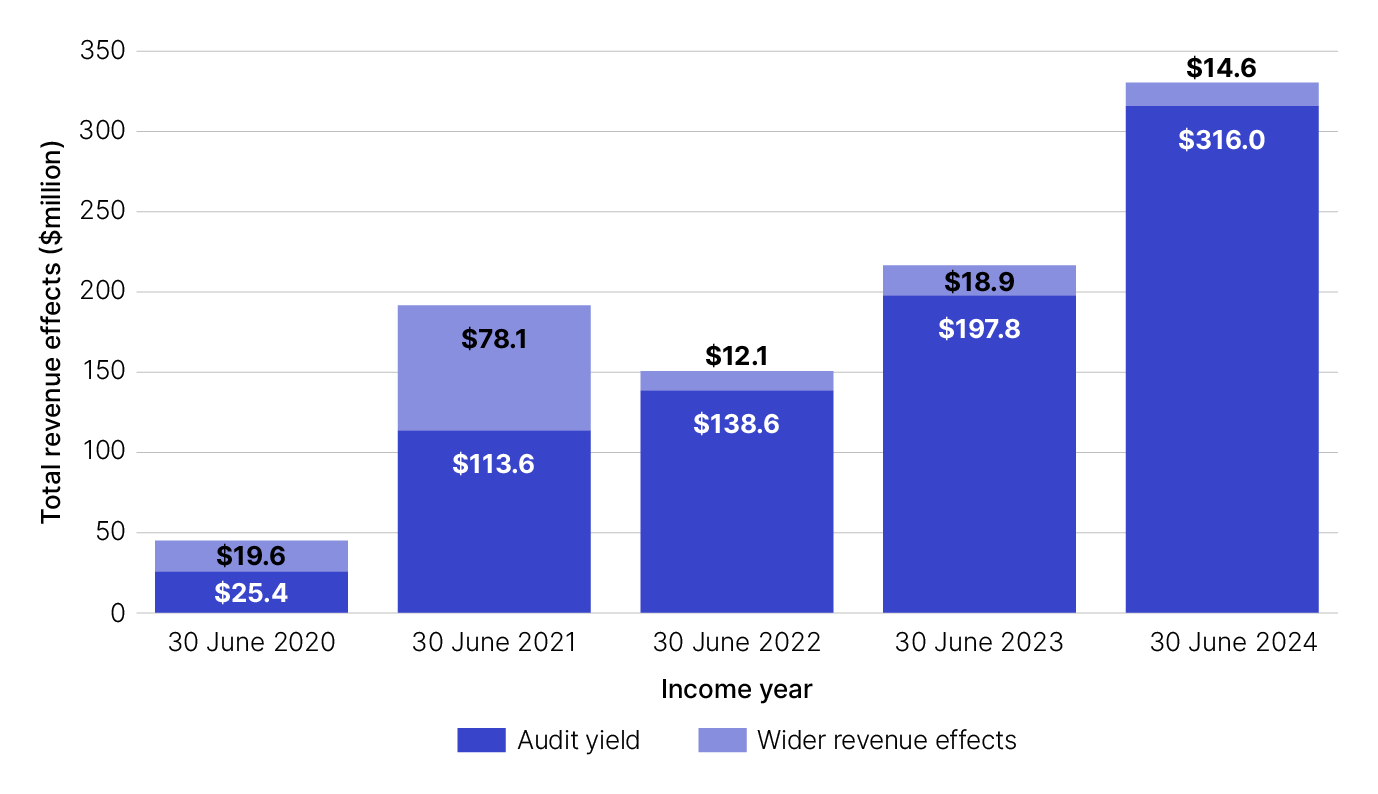 Total revenue effects ($million)
350
300
250
200
150
100
50
0
$19.6
$25.4
$78.1
$113.6
$12.1
$138.6
$18.9
$197.8
$14.6
$316.0
30 June 2020
30 June 2021
30 June 2022
30 June 2023
30 June 2024
Income year
Audit yield
Wider revenue effects